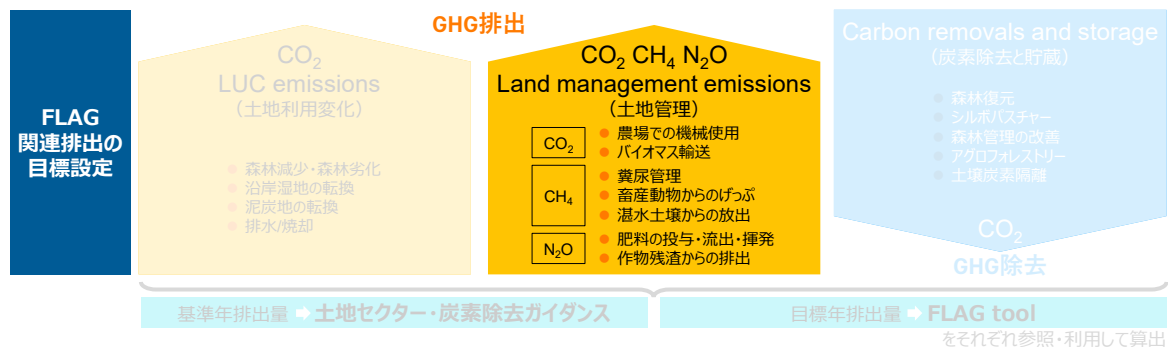 FLAG
関連排出の
目標設定
GHG排出
CO₂
LUC emissions
（土地利用変化）
● 森林減少・森林劣化
● 沿岸湿地の転換
● 泥炭地の転換
● 排水/焼却
CO₂ CH₄ N₂O
Land management emissions
（土地管理）
CO₂
● 農場での機械使用
● バイオマス輸送
CH₄
● 糞尿管理
● 畜産動物からのげっぷ
● 湛水土壌からの放出
N₂O
● 肥料の投与・流出・揮発
● 作物残渣からの排出
Carbon removals and storage
（炭素除去と貯蔵）
● 森林復元
● シルボパスチャー
● 森林管理の改善
● アグロフォレストリー
● 土壌炭素隔離
CO₂
GHG除去
基準年排出量 ➡ 土地セクター・炭素除去ガイダンス
目標年排出量 ➡ FLAG tool
をそれぞれ参照・利用して算出